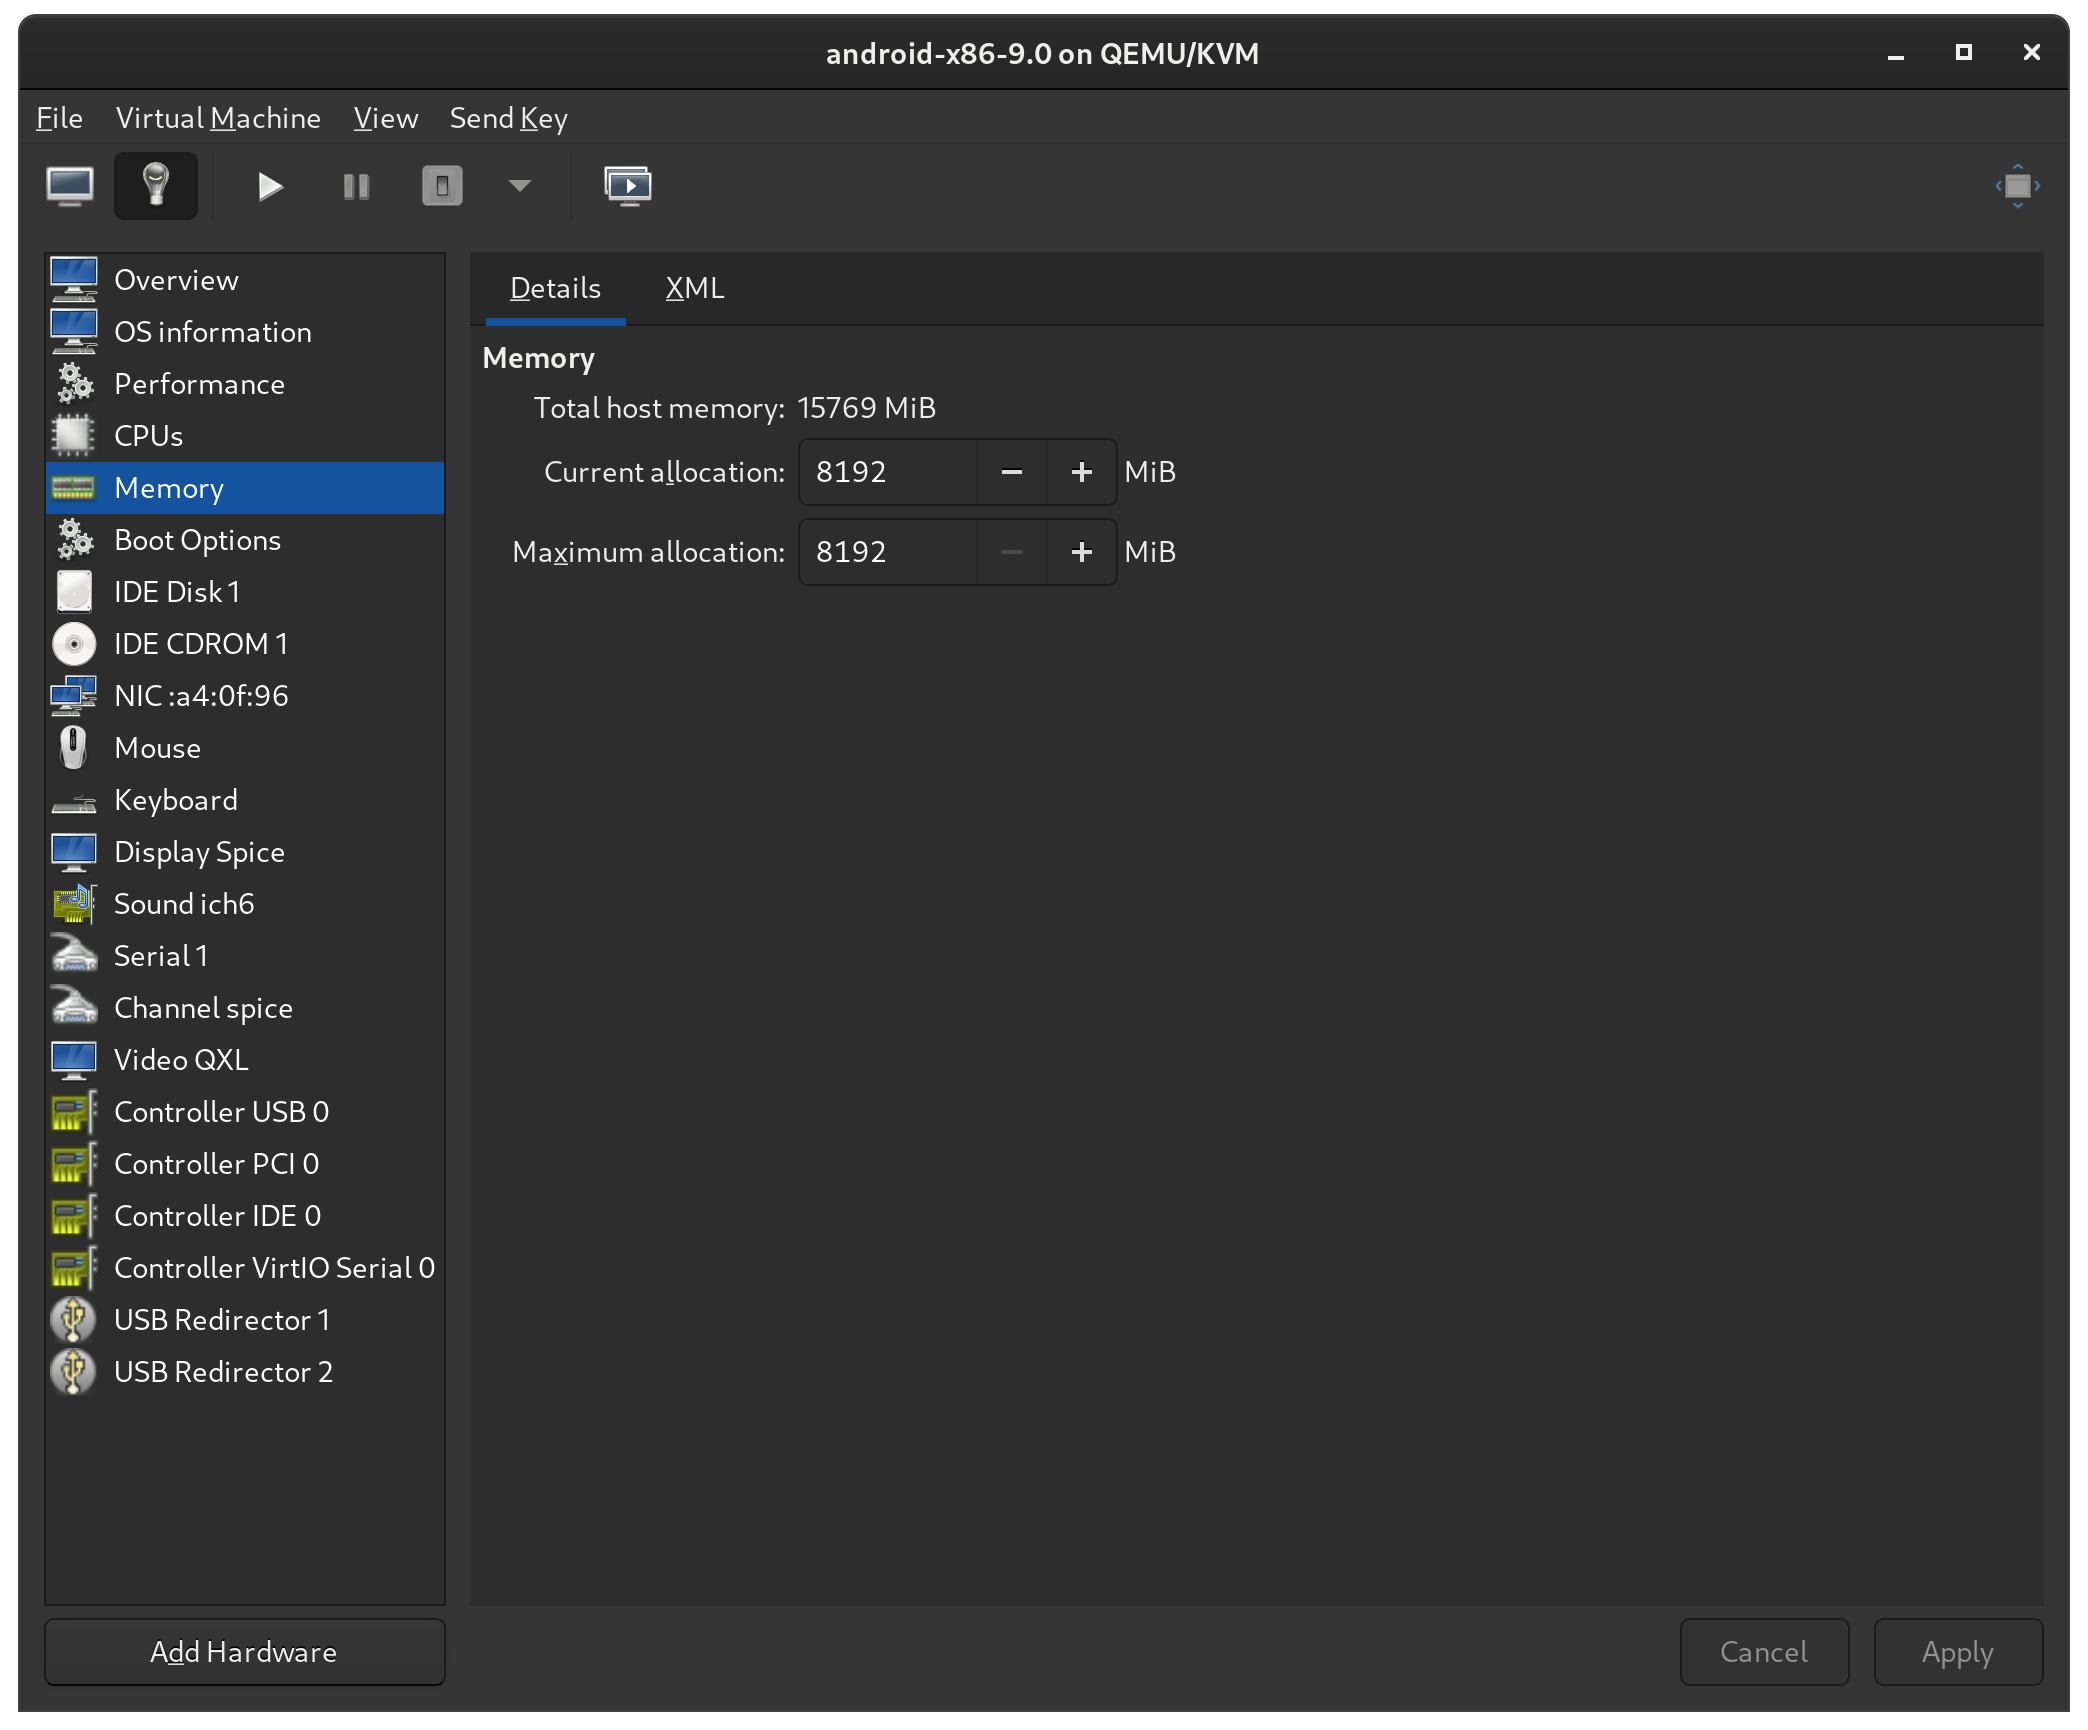 android-x86-9.0 on QEMU/KVM
File Virtual Machine View Send Key
Overview
OS information
Performance
CPUs
Memory
Boot Options
IDE Disk 1
IDE CDROM 1
NIC :a4:0f:96
Mouse
Keyboard
Display Spice
Sound ich6
Serial 1
Channel spice
Video QXL
Controller USB 0
Controller PCI 0
Controller IDE 0
Controller VirtIO Serial 0
USB Redirector 1
USB Redirector 2
Add Hardware
Details XML
Memory
Total host memory: 15769 MiB
Current allocation: 8192 − + MiB
Maximum allocation: 8192 − + MiB
Cancel Apply